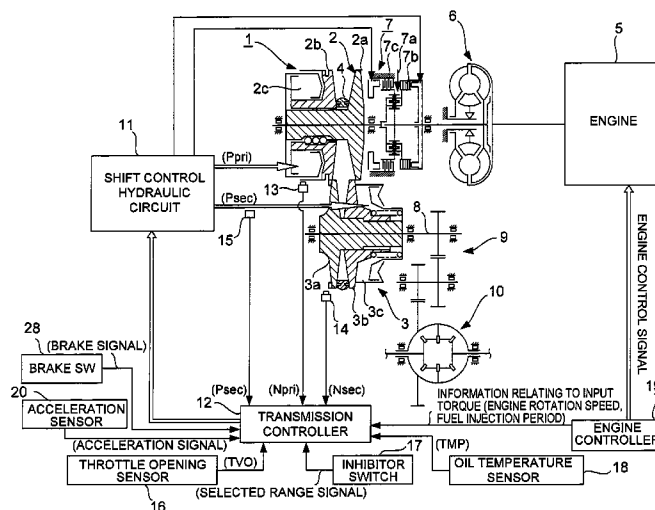 6
5
ENGINE
1
2b
2
2a
7
7c
7a
7b
2c
4
11
SHIFT CONTROL
HYDRAULIC
CIRCUIT
(Ppri)
(Psec)
13
15
8
9
3a
3b
3c
3
14
10
ENGINE CONTROL
SIGNAL
28
(BRAKE SIGNAL)
BRAKE SW
20
ACCELERATION
SENSOR
(ACCELERATION SIGNAL)
(Psec)
(Npri)
(Nsec)
12
TRANSMISSION
CONTROLLER
INFORMATION RELATING TO INPUT
TORQUE (ENGINE ROTATION SPEED,
FUEL INJECTION PERIOD)
19
ENGINE
CONTROLLER
THROTTLE OPENING
SENSOR
16
(TVO)
(SELECTED RANGE SIGNAL)
17
INHIBITOR
SWITCH
(TMP)
OIL TEMPERATURE
SENSOR
18